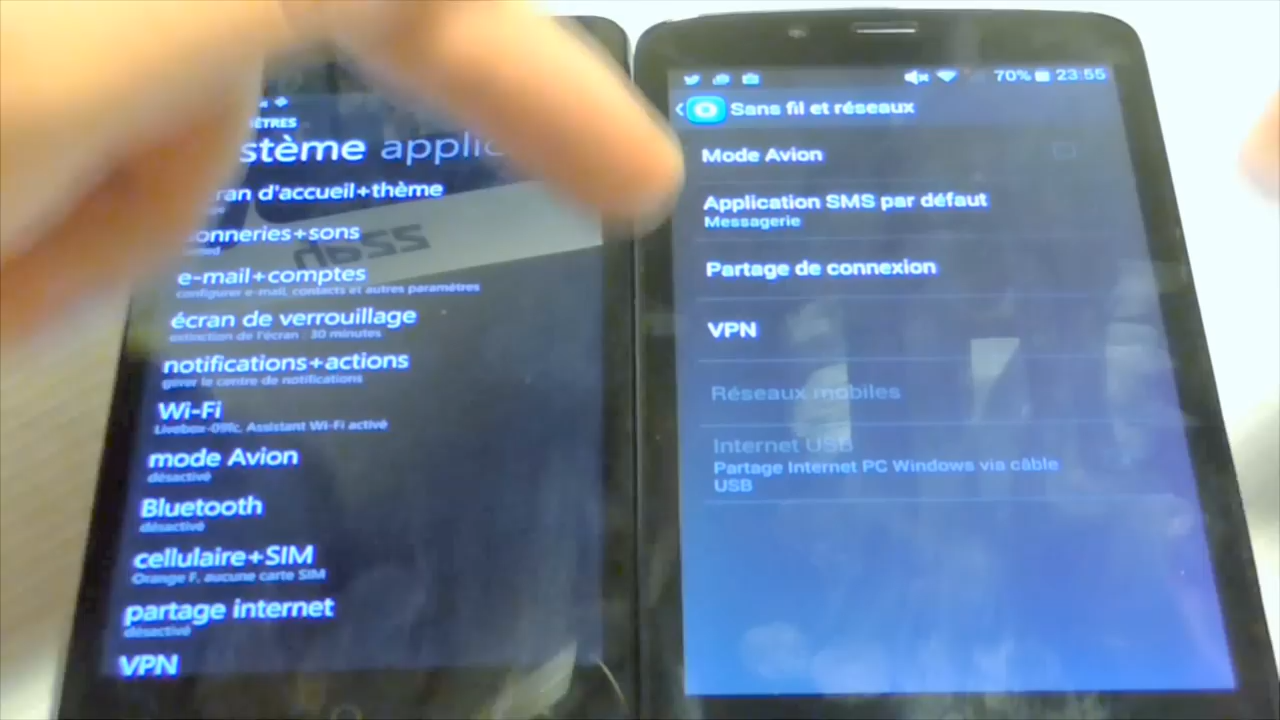 ÈTRES
stème applic
ran d'accueil+thème
onneries+sons
e-mail+comptes
configurer e-mail, contacts et autres paramètres
écran de verrouillage
extinction de l'écran : 30 minutes
notifications+actions
gérer le centre de notifications
Wi-Fi
Livebox-09fc, Assistant Wi-Fi activé
mode Avion
désactivé
Bluetooth
désactivé
cellulaire+SIM
Orange F, aucune carte SIM
partage internet
désactivé
VPN
70% 23:55
Sans fil et réseaux
Mode Avion
Application SMS par défaut
Messagerie
Partage de connexion
VPN
Réseaux mobiles
Internet USB
Partage Internet PC Windows via câble
USB